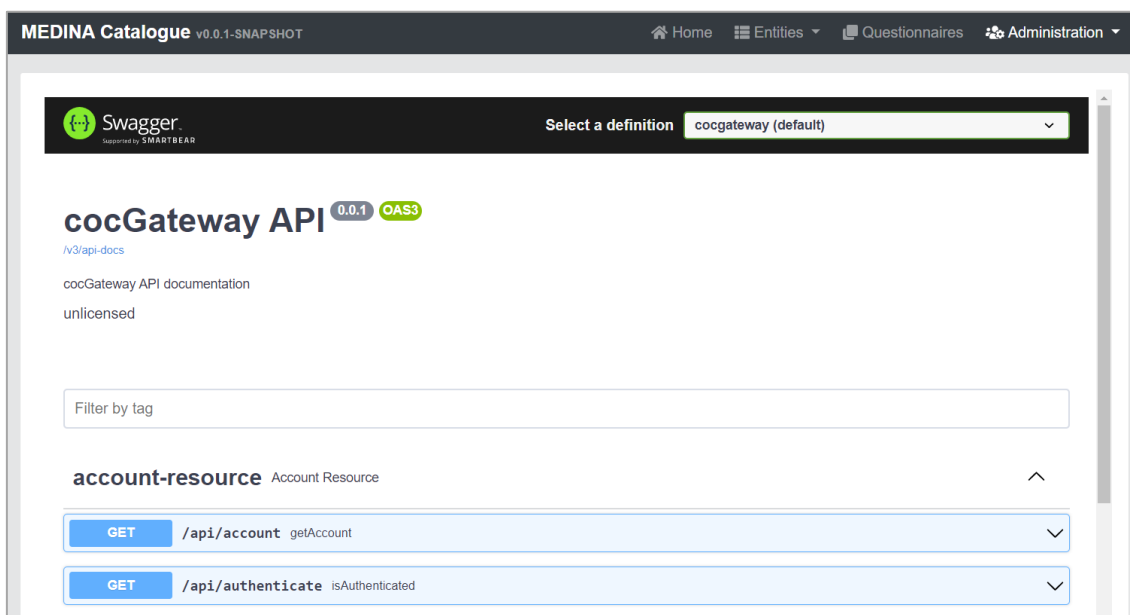 MEDINA Catalogue v0.0.1-SNAPSHOT Home Entities Questionnaires Administration
{···} Swagger. Select a definition cocgateway (default)
Supported by SMARTBEAR
cocGateway API 0.0.1 OAS3
/v3/api-docs
cocGateway API documentation
unlicensed
Filter by tag
account-resource Account Resource
GET /api/account getAccount
GET /api/authenticate isAuthenticated